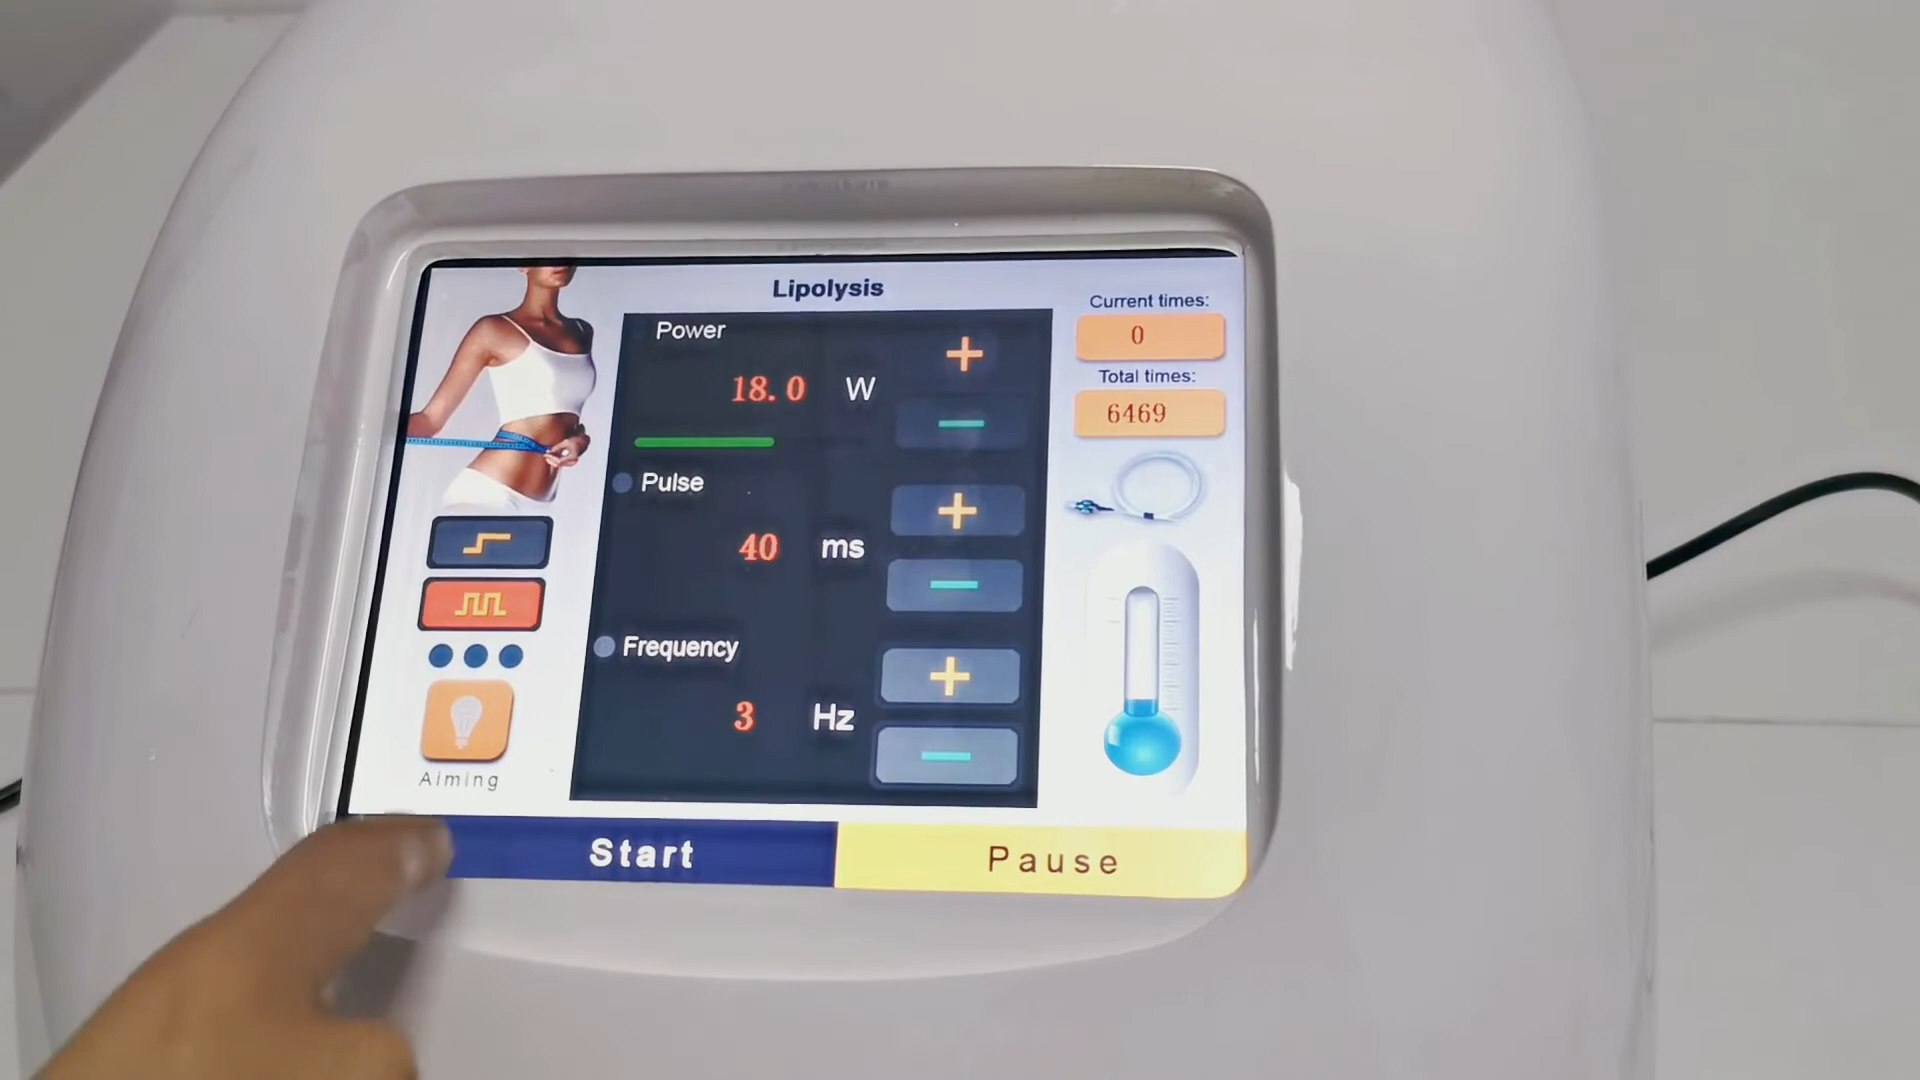 Lipolysis
Power
18.0 W
Pulse
40 ms
Frequency
3 Hz
Current times:
0
Total times:
6469
Aiming
Start
Pause